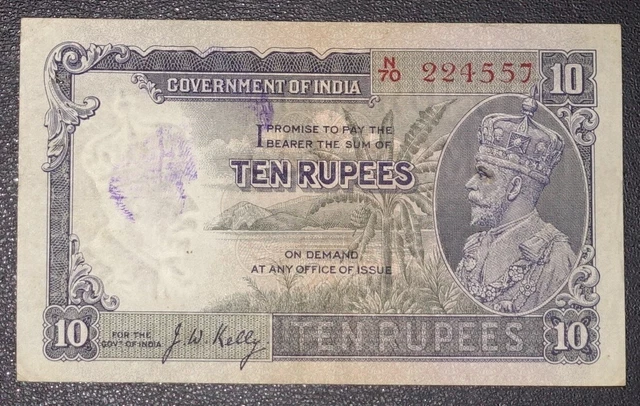 N/70 224557 10
GOVERNMENT OF INDIA
I PROMISE TO PAY THE
BEARER THE SUM OF
TEN RUPEES
ON DEMAND
AT ANY OFFICE OF ISSUE
10 FOR THE
GOVT OF INDIA J. W. Kelly. TEN RUPEES 10